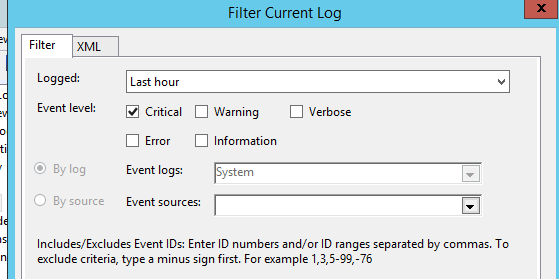 Filter Current Log
x
Filter
XML
Logged:
Last hour
Event level:
Critical
Warning
Verbose
Error
Information
By log
Event logs:
System
By source
Event sources:
Includes/Excludes Event IDs: Enter ID numbers and/or ID ranges separated by commas. To
exclude criteria, type a minus sign first. For example 1,3,5-99,-76